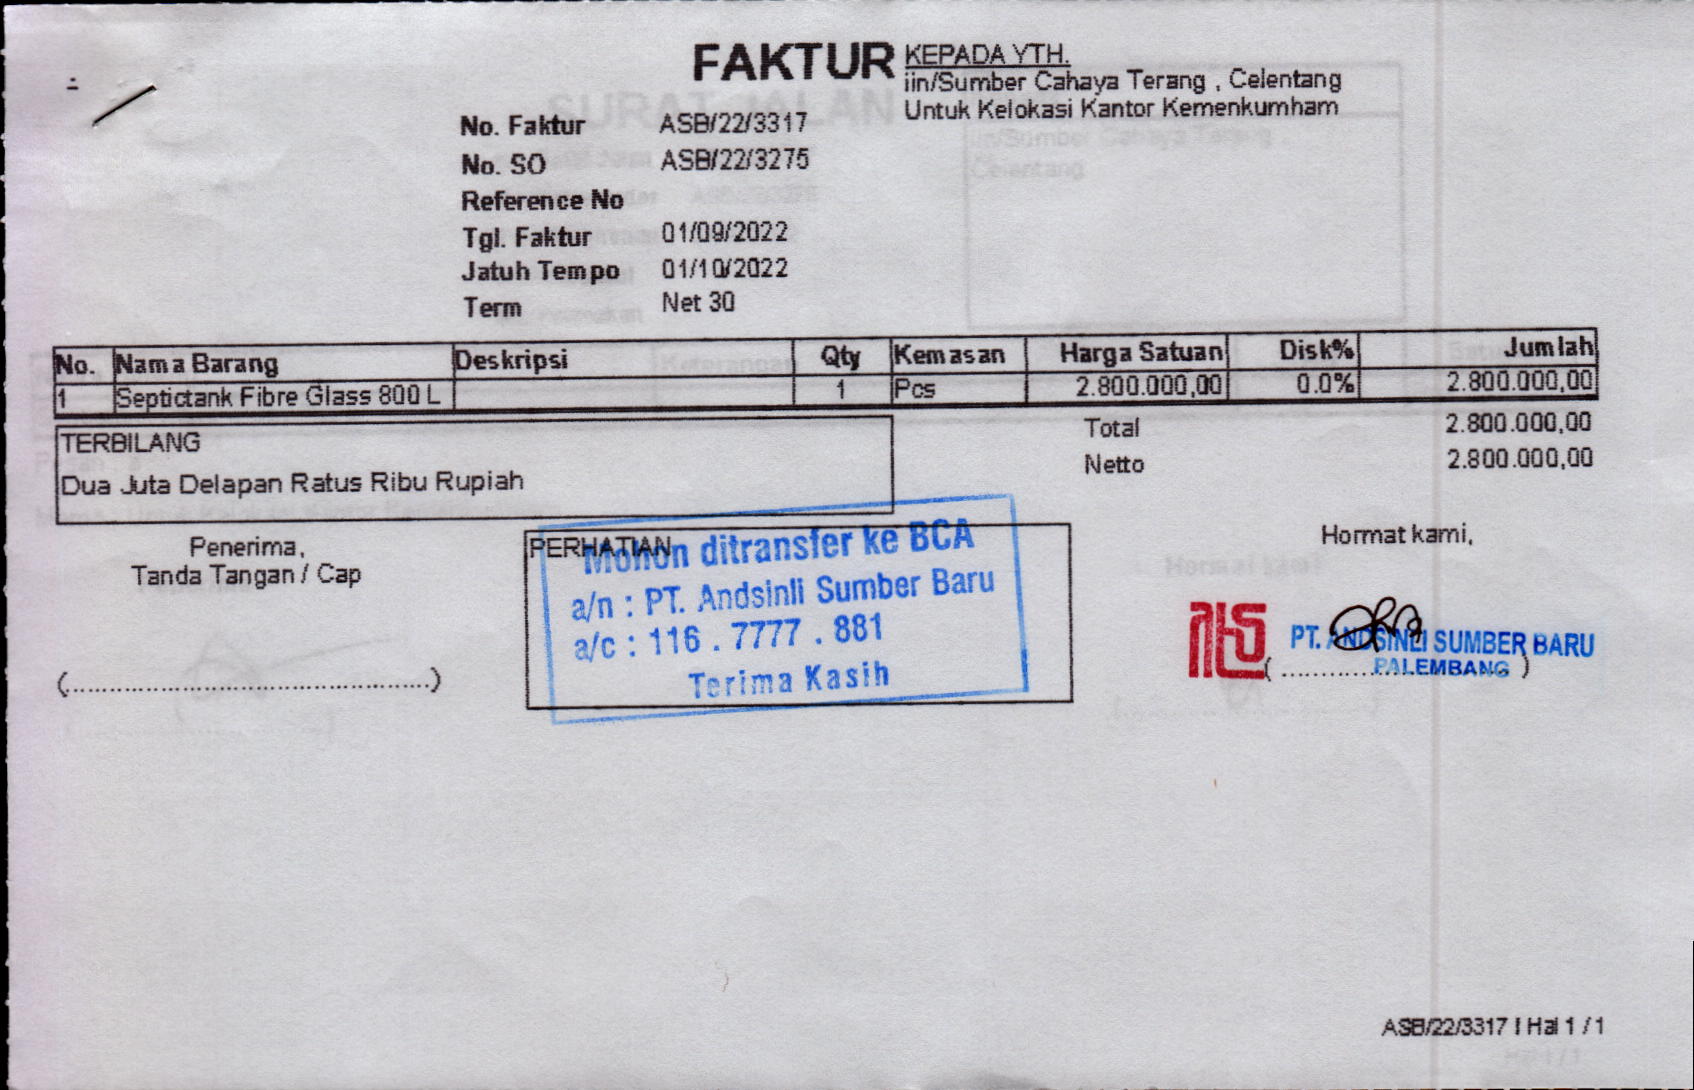 FAKTUR
KEPADA YTH.
iin/Sumber Cahaya Terang , Celentang
Untuk Kelokasi Kantor Kemenkumham
No. Faktur ASB/22/3317
No. SO ASB/22/3275
Reference No
Tgl. Faktur 01/09/2022
Jatuh Tempo 01/10/2022
Term Net 30
No. Nama Barang Deskripsi Qty Kemasan Harga Satuan Disk% Jumlah
1 Septictank Fibre Glass 800 L 1 Pcs 2.800.000,00 0.0% 2.800.000,00
TERBILANG
Dua Juta Delapan Ratus Ribu Rupiah
Total 2.800.000,00
Netto 2.800.000,00
Penerima,
Tanda Tangan / Cap
(................................................)
PERHATIAN
Mohon ditransfer ke BCA
a/n : PT. Andsinli Sumber Baru
a/c : 116 . 7777 . 881
Terima Kasih
Hormat kami,
PT. ANDSINLI SUMBER BARU
PALEMBANG
ASB/22/3317 / Hal 1 / 1